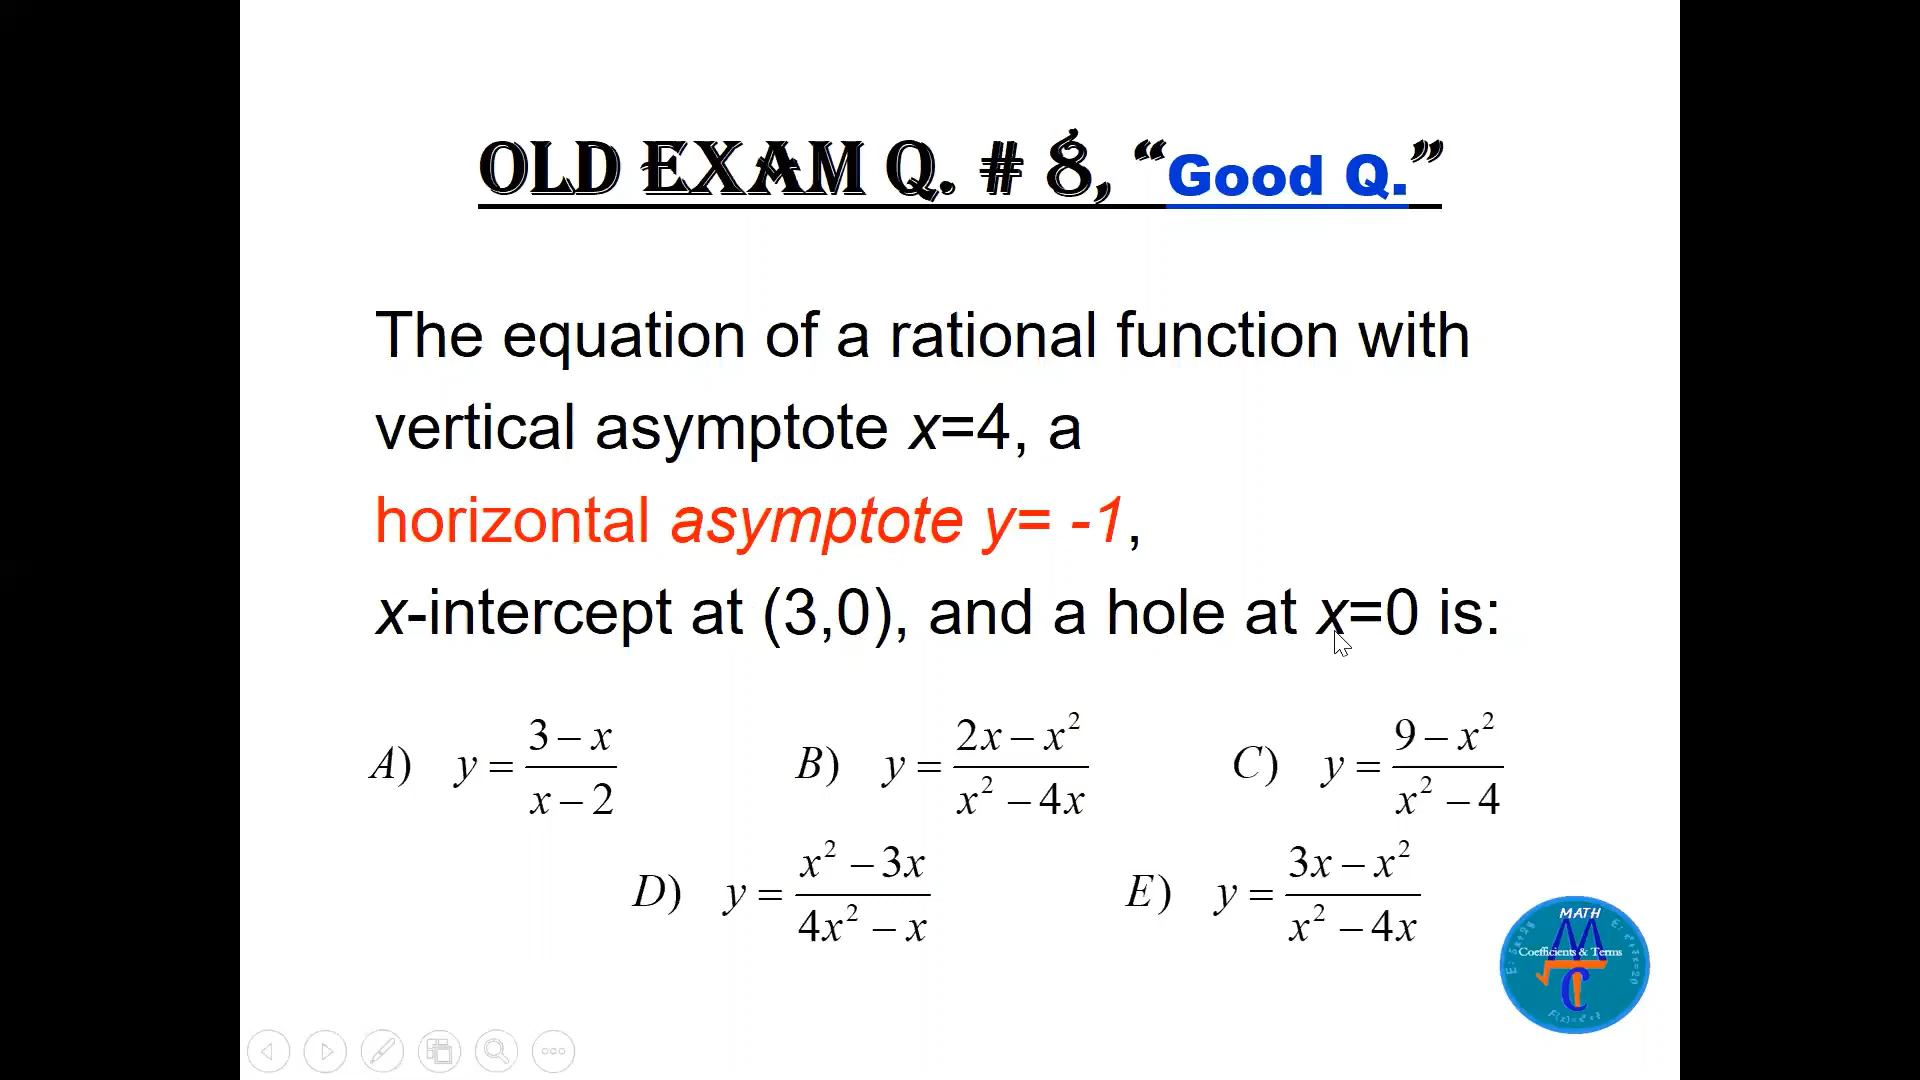 OLD EXAM Q. # 8, “Good Q.”
The equation of a rational function with
vertical asymptote x=4, a
horizontal asymptote y= -1,
x-intercept at (3,0), and a hole at x=0 is:
A) y = (3 − x)/(x − 2) B) y = (2x − x²)/(x² − 4x) C) y = (9 − x²)/(x² − 4)
D) y = (x² − 3x)/(4x² − x) E) y = (3x − x²)/(x² − 4x)
MATH
M
Coefficients & Terms
C